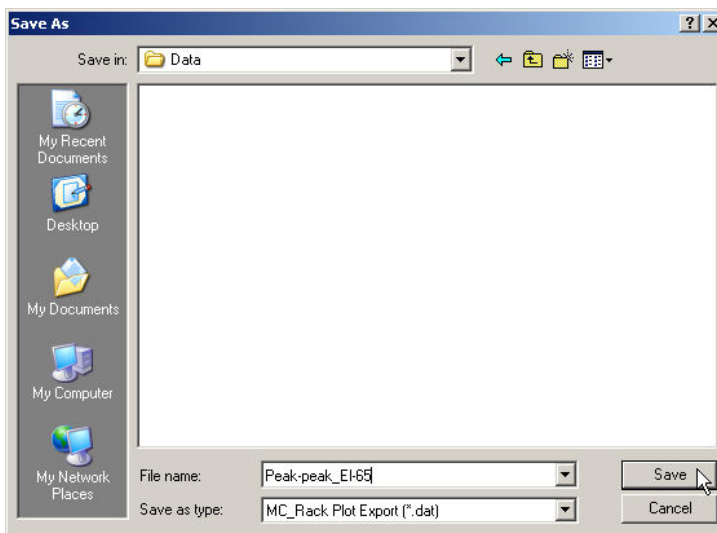 Save As
Save in: Data
My Recent
Documents
Desktop
My Documents
My Computer
My Network
Places
File name: Peak-peak_El-65
Save as type: MC_Rack Plot Export (*.dat)
Save
Cancel